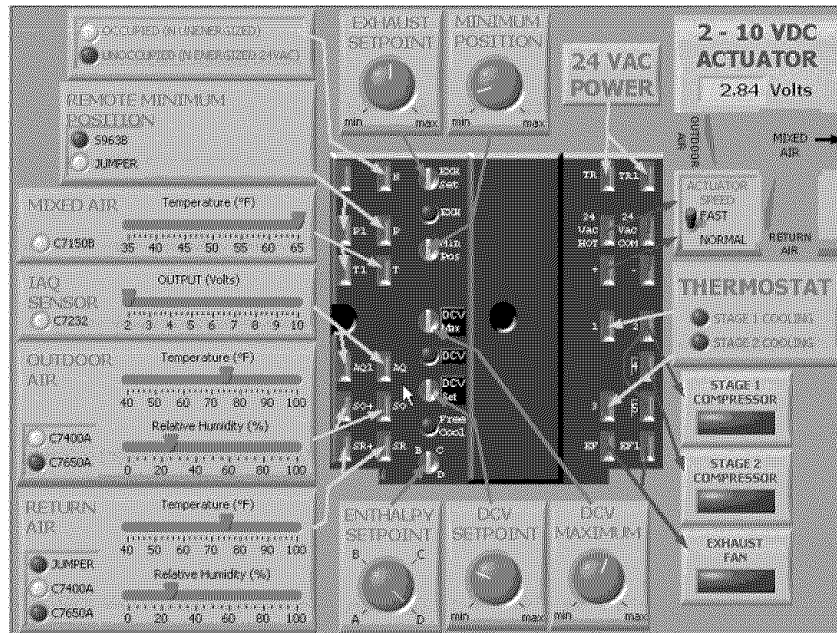 OCCUPIED (N UNENERGIZED)
UNOCCUPIED (N ENERGIZED 24VAC)
REMOTE MINIMUM
POSITION
S963B
JUMPER
MIXED AIR
Temperature (°F)
C7150B
35 40 45 50 55 60 65
IAQ
SENSOR
OUTPUT (Volts)
C7232
2 3 4 5 6 7 8 9 10
OUTDOOR
AIR
Temperature (°F)
40 50 60 70 80 90 100
Relative Humidity (%)
C7400A
C7650A
0 20 40 60 80 100
RETURN
AIR
Temperature (°F)
40 50 60 70 80 90 100
JUMPER
C7400A
C7650A
Relative Humidity (%)
0 20 40 60 80 100
EXHAUST
SETPOINT
min max
MINIMUM
POSITION
min max
24 VAC
POWER
2 - 10 VDC
ACTUATOR
2.84 Volts
OUTDOOR
AIR
MIXED
AIR
ACTUATOR
SPEED
FAST
NORMAL
RETURN
AIR
N
EXH
Set
EXH
P1
P
Min
Pos
T1
T
DCV
Max
DCV
AQ1
AQ
DCV
Set
SO+
SO
Free
Cool
SR+
SR
B C
D
TR
TR1
24
Vac
HOT
24
Vac
COM
+
-
1
2
3
4
5
EF
EF1
THERMOSTAT
STAGE 1 COOLING
STAGE 2 COOLING
STAGE 1
COMPRESSOR
STAGE 2
COMPRESSOR
EXHAUST
FAN
ENTHALPY
SETPOINT
B C
A D
DCV
SETPOINT
min max
DCV
MAXIMUM
min max